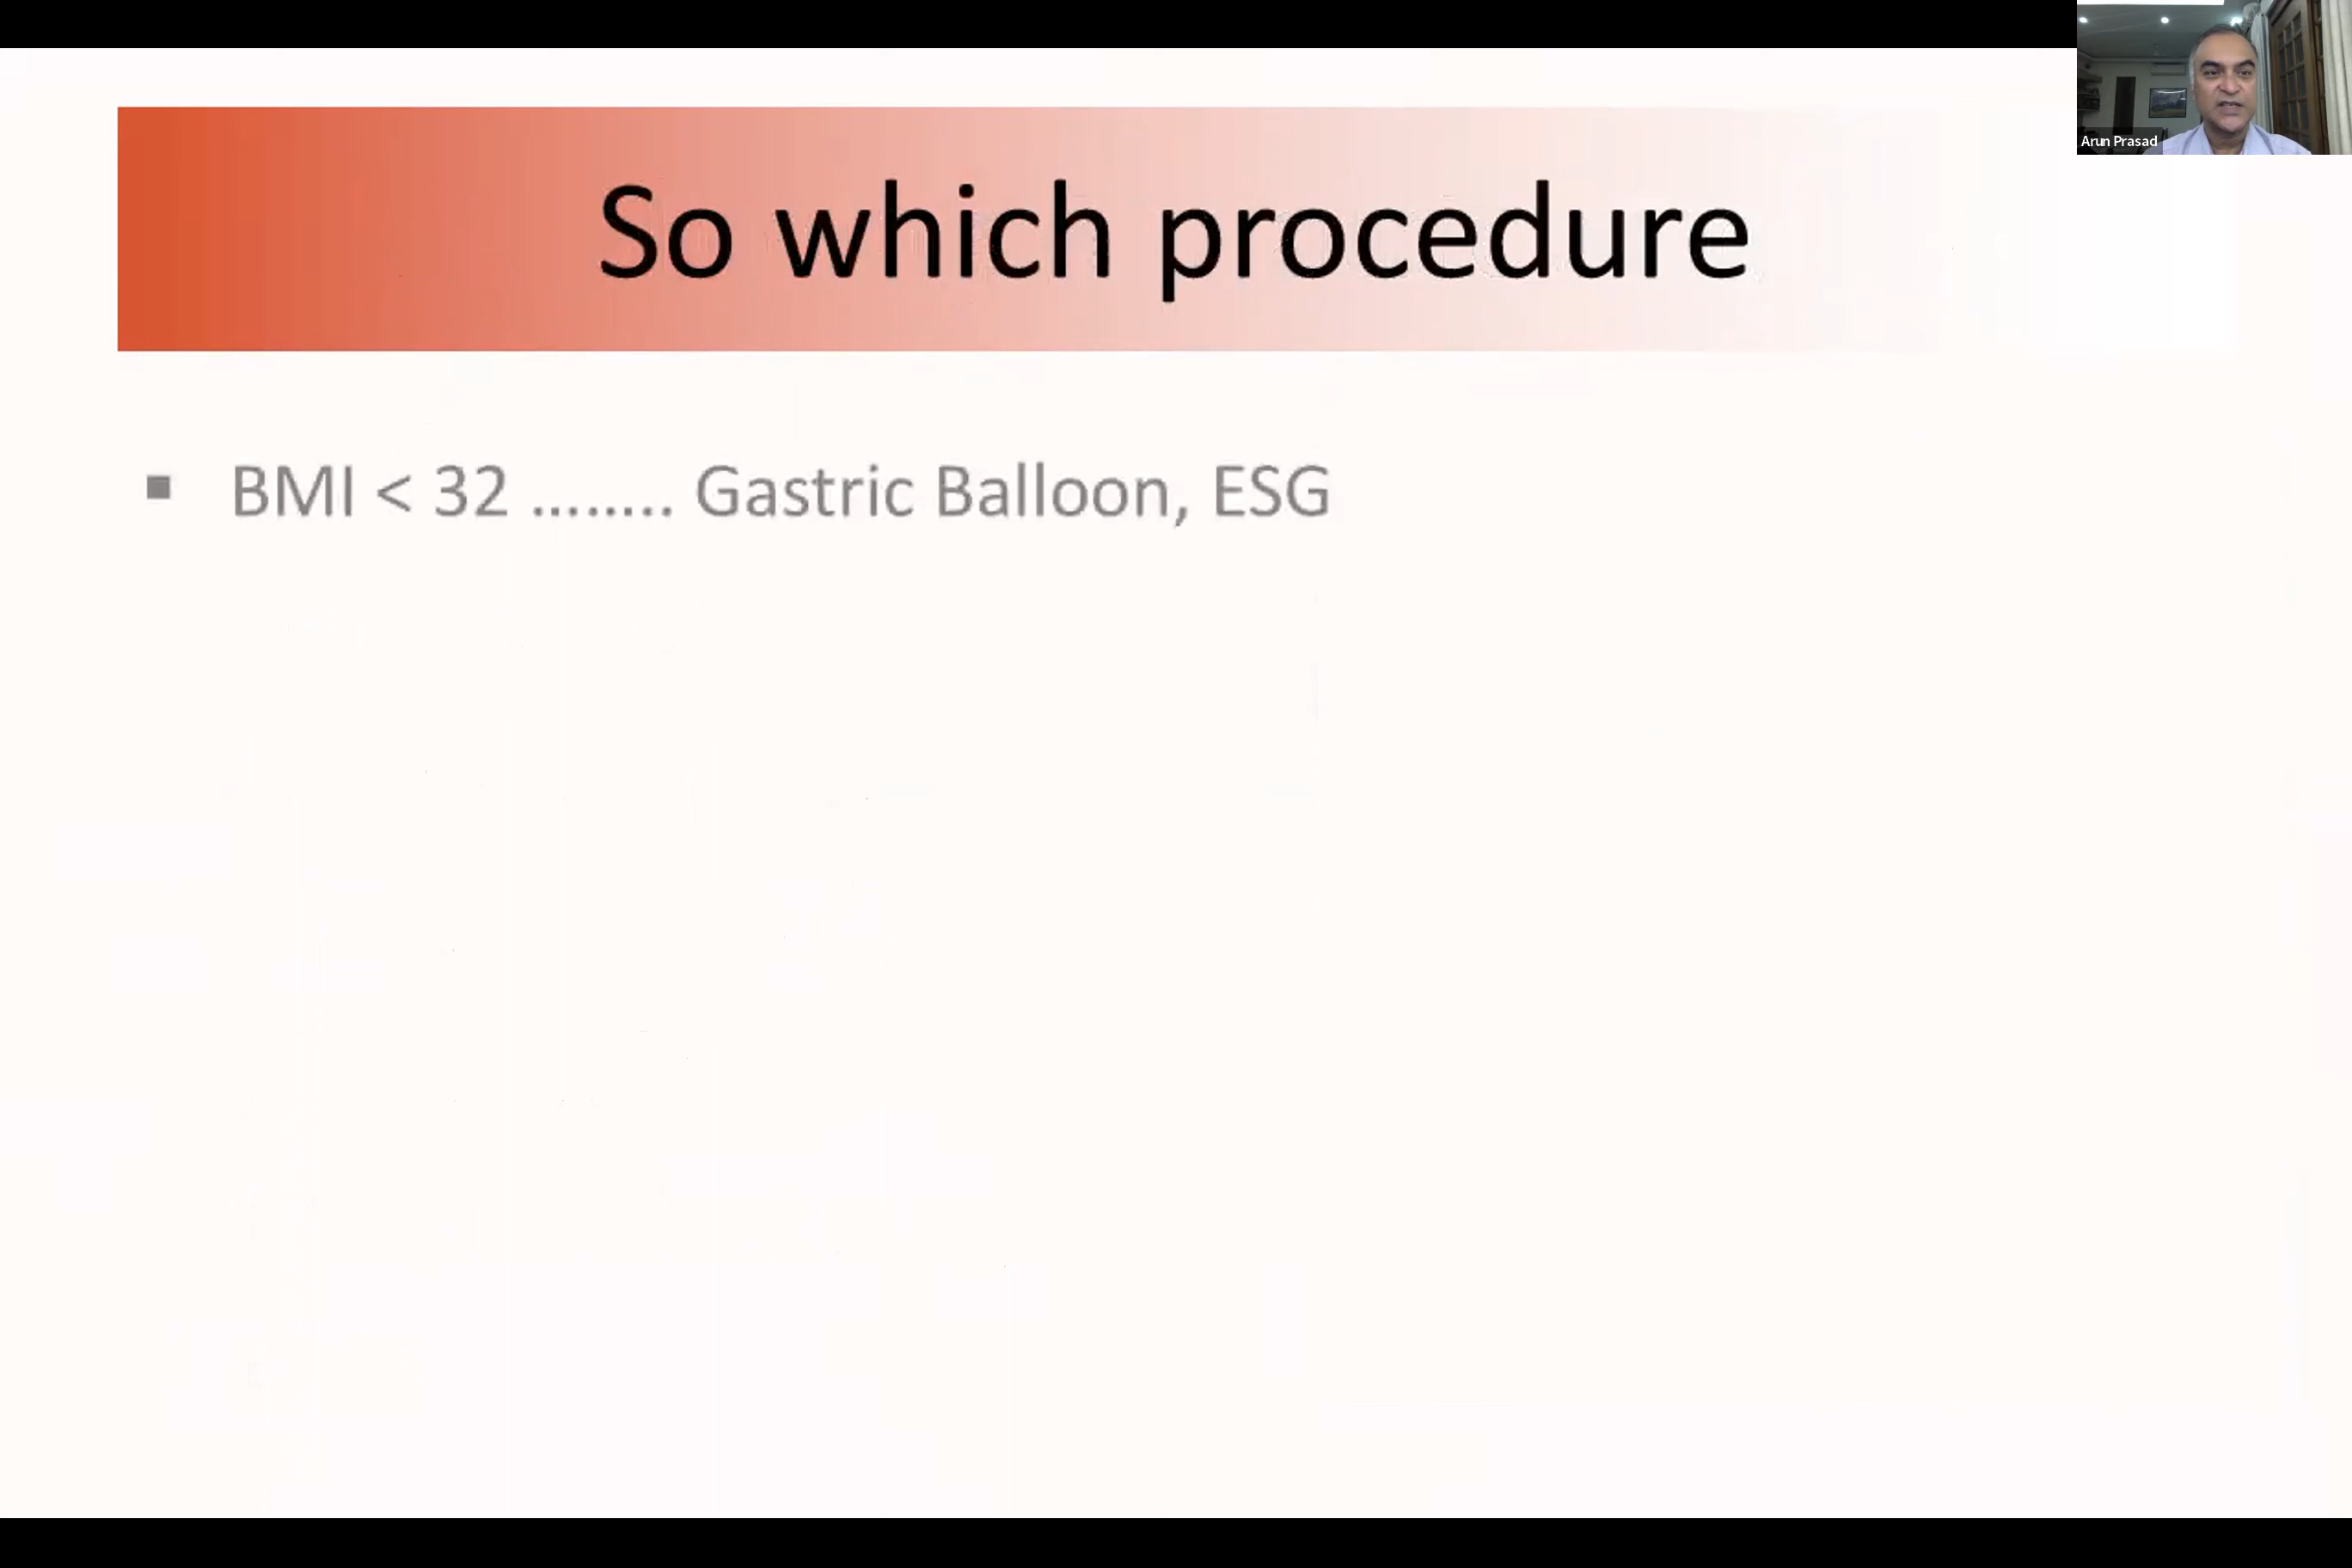 So which procedure
▪ BMI < 32 ........ Gastric Balloon, ESG
Arun Prasad